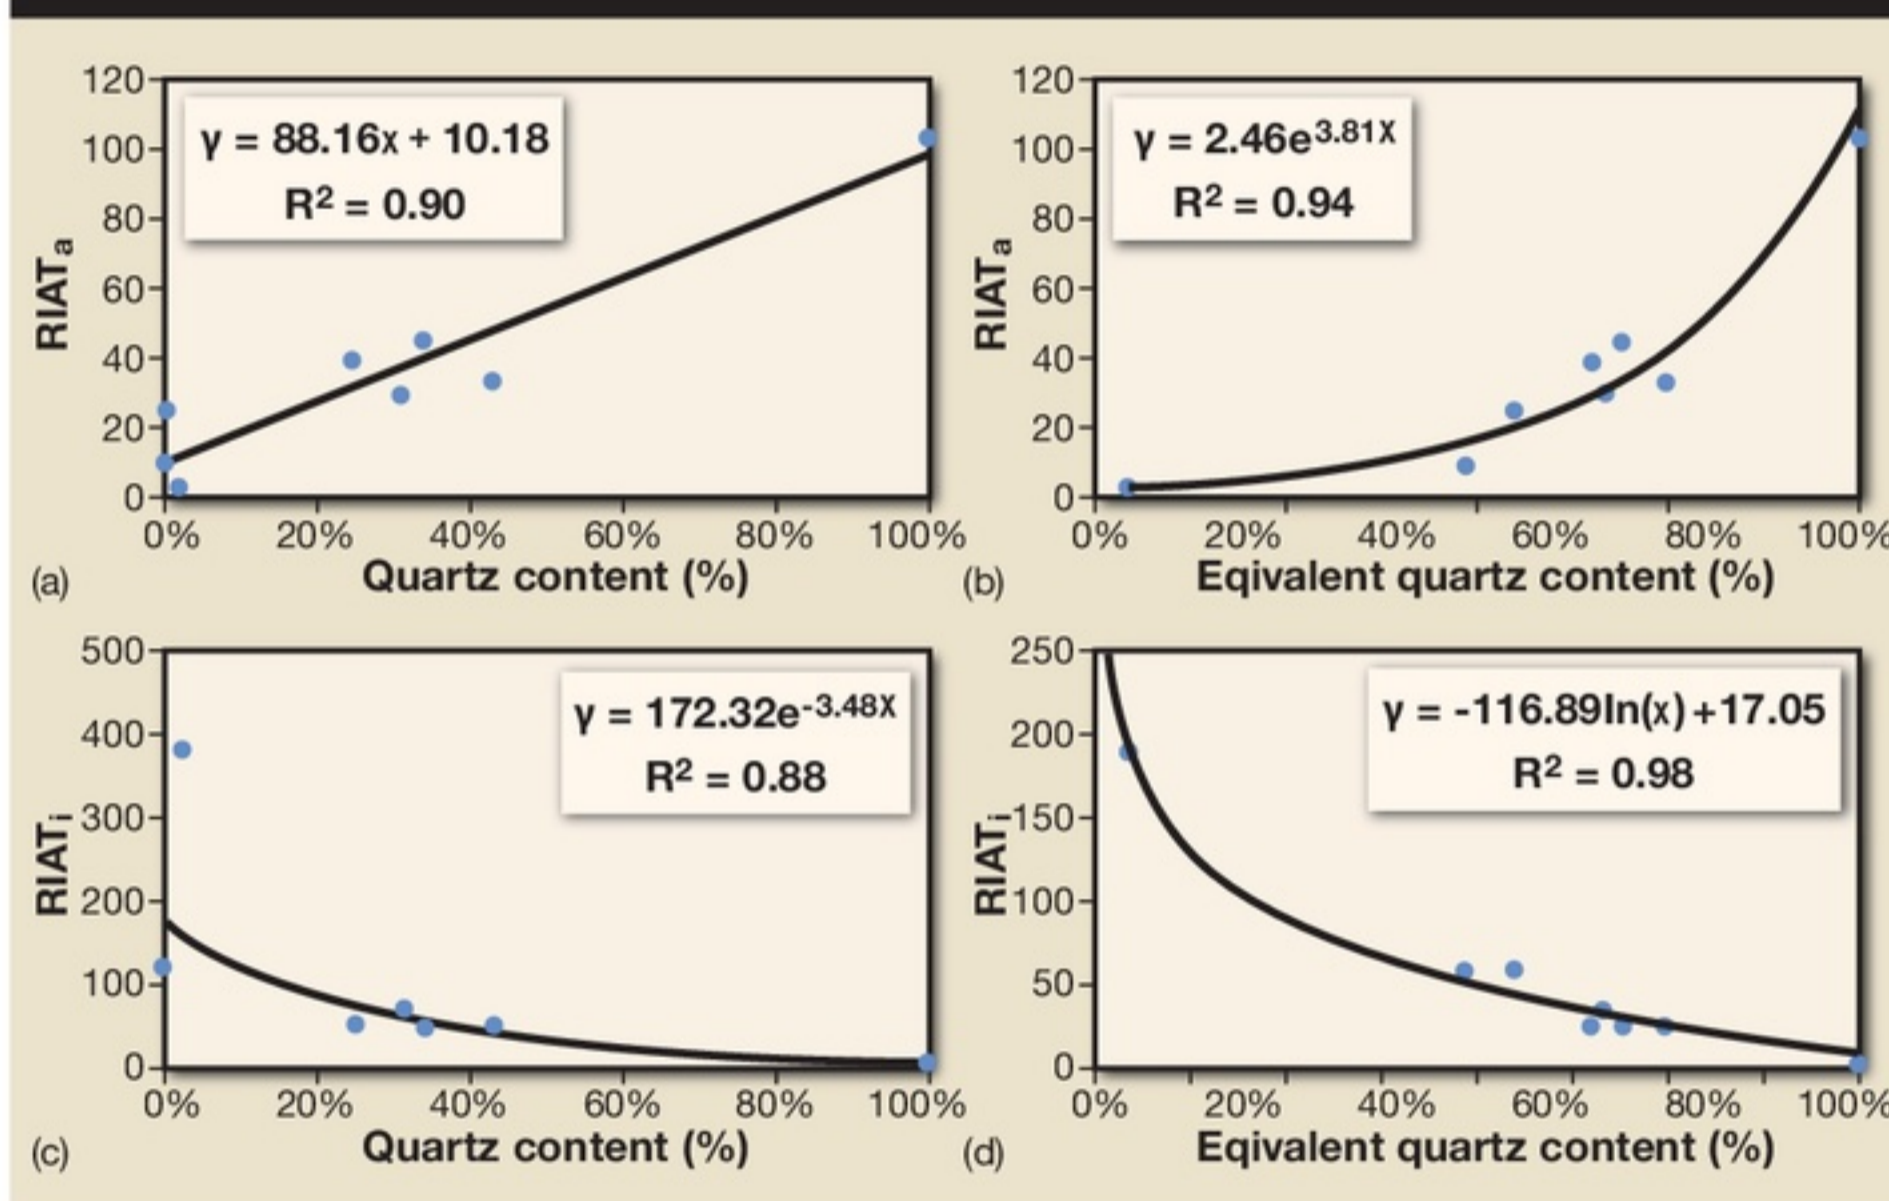 120
100
80
60
40
20
0
RIATa
γ = 88.16x + 10.18
R² = 0.90
0% 20% 40% 60% 80% 100%
(a) Quartz content (%)
120
100
80
60
40
20
0
RIATa
γ = 2.46e^3.81X
R² = 0.94
0% 20% 40% 60% 80% 100%
(b) Eqivalent quartz content (%)
500
400
300
200
100
0
RIATi
γ = 172.32e^-3.48X
R² = 0.88
0% 20% 40% 60% 80% 100%
(c) Quartz content (%)
250
200
150
100
50
0
RIATi
γ = -116.89ln(x)+17.05
R² = 0.98
0% 20% 40% 60% 80% 100%
(d) Eqivalent quartz content (%)